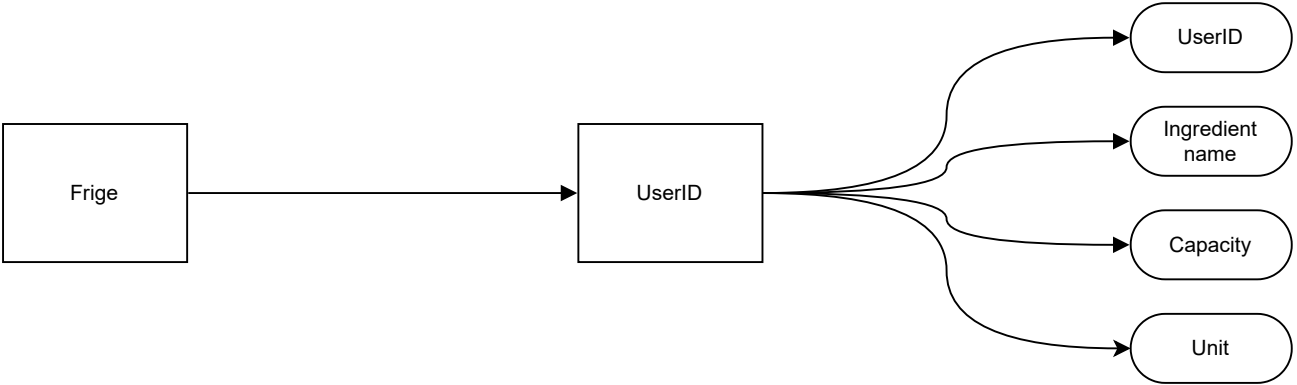 Frige
UserID
UserID
Ingredient
name
Capacity
Unit